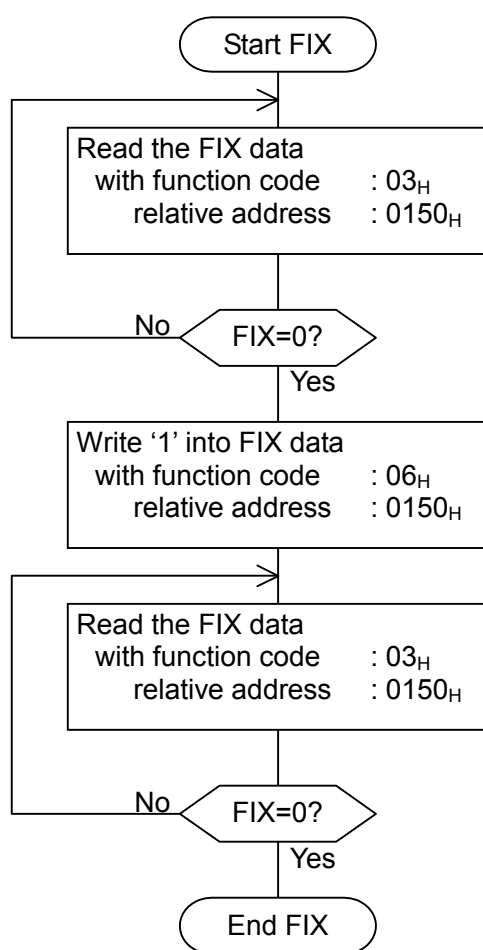 Start FIX
Read the FIX data
with function code : 03H
relative address : 0150H
No
FIX=0?
Yes
Write ‘1’ into FIX data
with function code : 06H
relative address : 0150H
Read the FIX data
with function code : 03H
relative address : 0150H
No
FIX=0?
Yes
End FIX